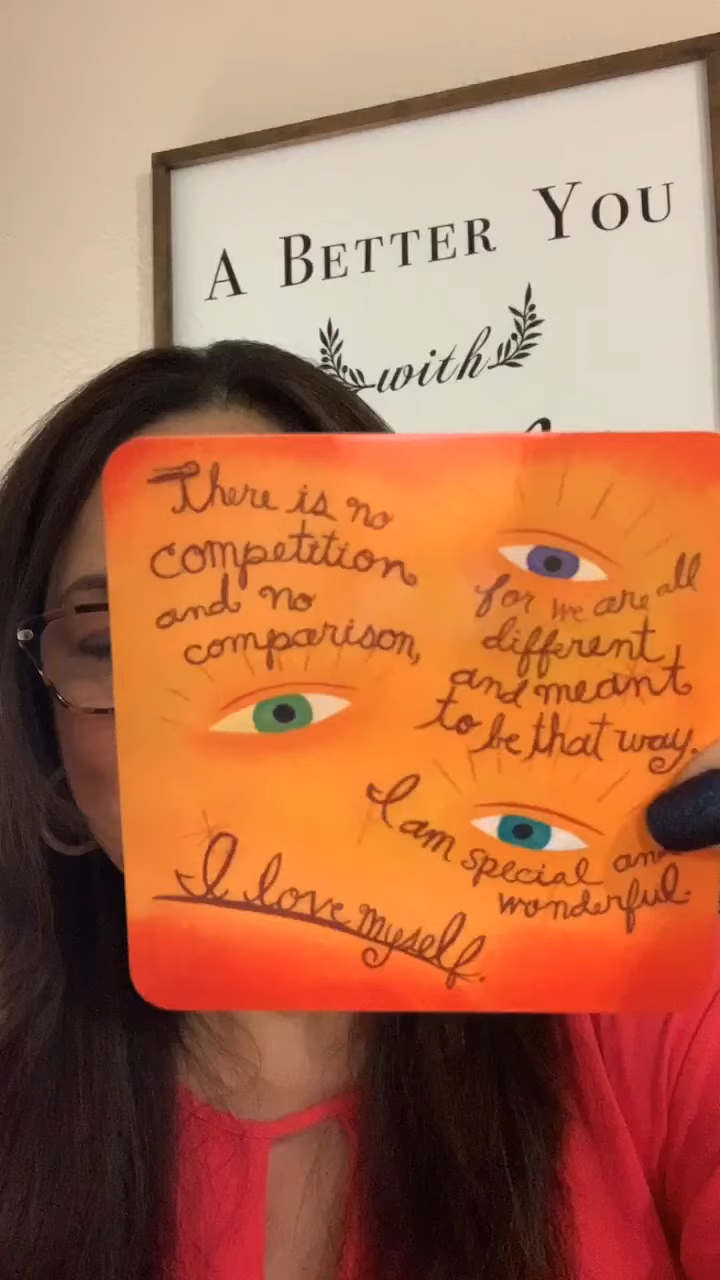 A BETTER YOU
with
There is no
competition
and no
comparison,
for we are all
different
and meant
to be that way.
I am special and
wonderful.
I love myself.